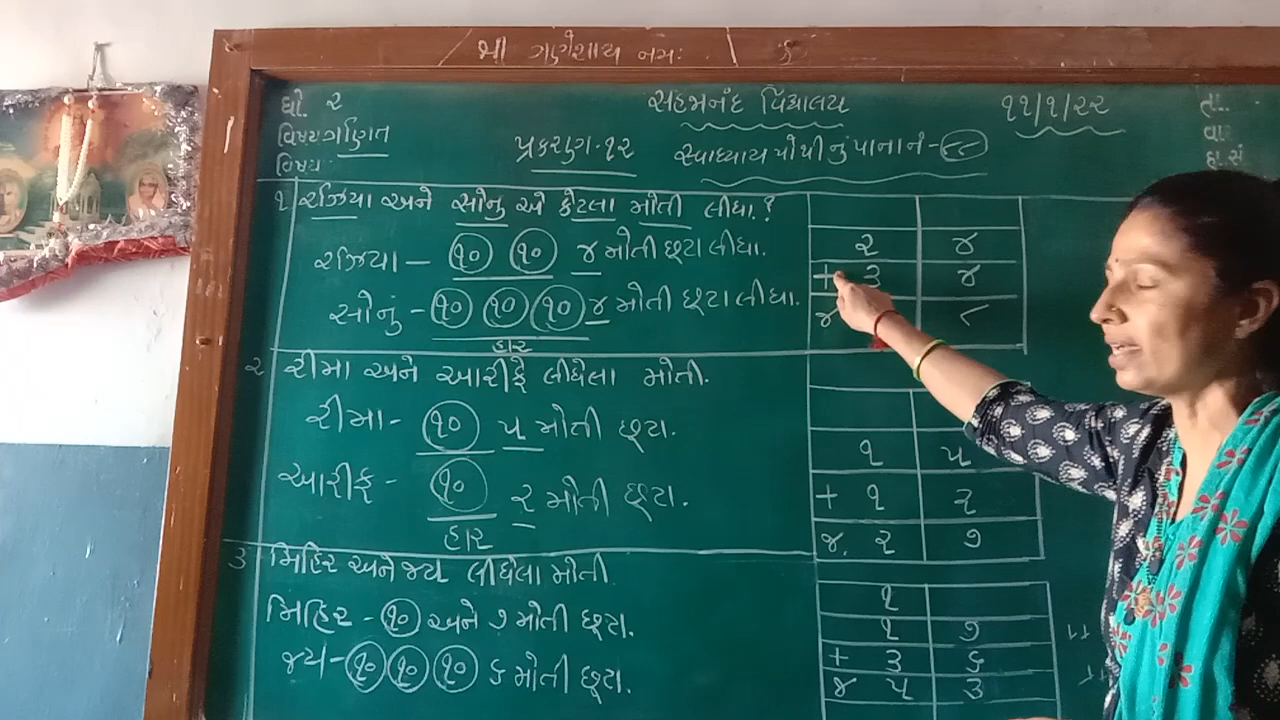 શ્રી ગણેશાય નમઃ
ધો. ૨
સહજાનંદ વિદ્યાલય
૧૧/૧/૨૨
તા.
વિષય ગણિત
પ્રકરણ-૧૨
સ્વાધ્યાયપોથીનું પાનાનં-
વા
વિષય:
હા.સં
૧ રઝિયા અને સોનુ એ કેટલા મોતી લીધા.?
રઝિયા - ૧૦ ૧૦ ૪ મોતી છૂટા લીધા.
૨ ૪
સોનું - ૧૦ ૧૦ ૧૦ ૪ મોતી છૂટા લીધા.
+ ૩ ૪
હાર
૮
૨ રીમા અને આરીફે લીધેલા મોતી.
રીમા - ૧૦ ૫ મોતી છૂટા.
૧ ૫
આરીફ - ૧૦ ૨ મોતી છૂટા.
+ ૧ ૨
હાર
જ. ૨ ૭
૩ મિહિર અને જય લીધેલા મોતી
૧
મિહિર - ૧૦ અને ૭ મોતી છૂટા.
૧ ૭
જય - ૧૦ ૧૦ ૧૦ ૬ મોતી છૂટા.
+ ૩ ૬
જ ૫ ૩